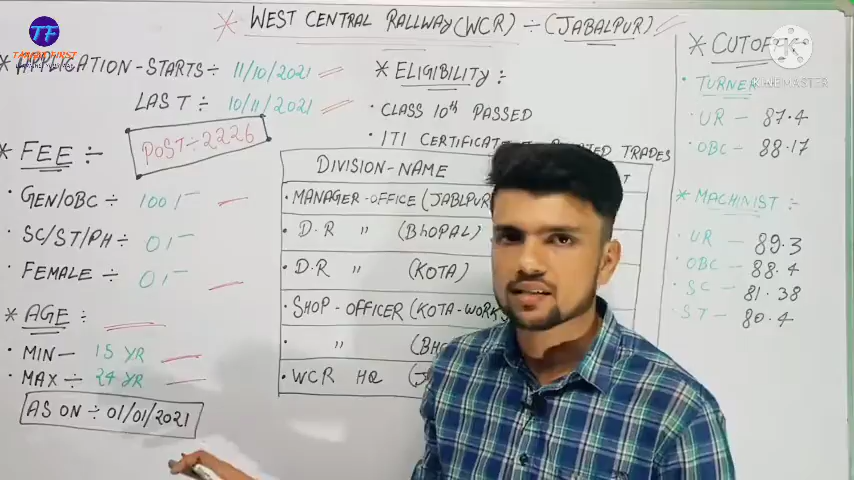 TF
* WEST CENTRAL RALLWAY (WCR) ÷ (JABALPUR)
* APPLICATION - STARTS ÷ 11/10/2021
LAST ÷ 10/11/2021
POST ÷ 2226
* FEE ÷
• GEN/OBC ÷ 100/-
• SC/ST/PH ÷ 0/-
• FEMALE ÷ 0/-
* AGE :
• MIN — 15 YR
• MAX ÷ 24 YR
AS ON ÷ 01/01/2021
* ELIGIBILITY :
• CLASS 10th PASSED
• ITI TRADES
DIVISION-NAME
• MANAGER-OFFICE (JABLPUR
• D.R " (BHOPAL)
• D.R " (KOTA)
• SHOP-OFFICER (KOTA-WORK
• "
• WCR HQ
T
* CUTOFF
KINEMASTER
• TURNER
• UR — 87.4
• OBC — 88.17
* MACHINIST :-
• UR — 89.3
• OBC — 88.4
• SC — 81.38
• ST — 80.4